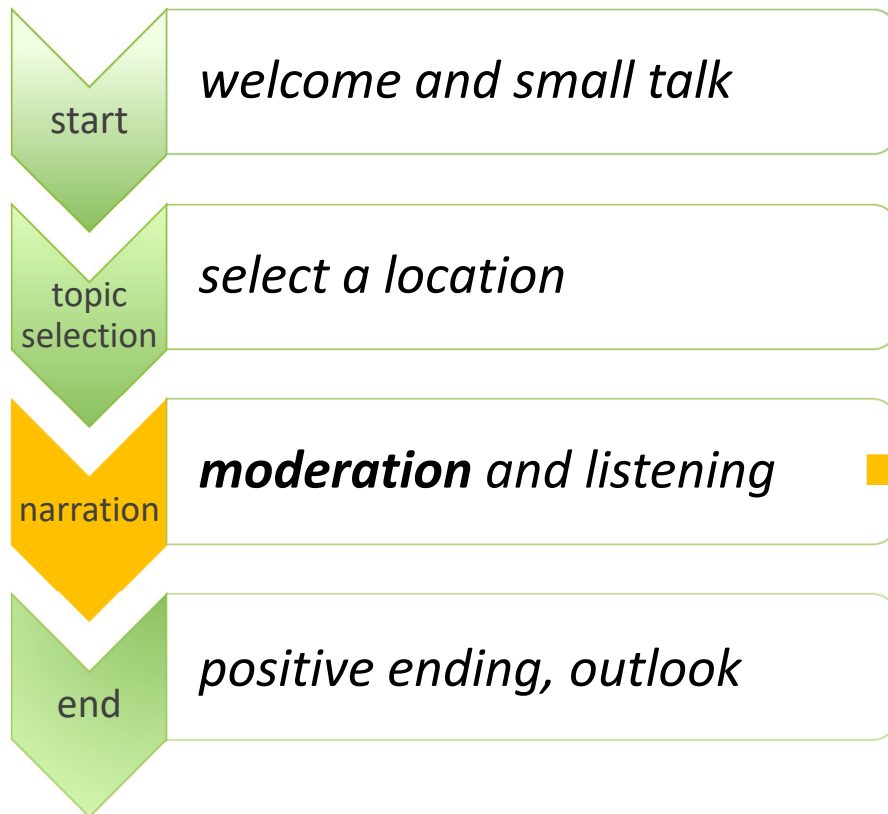 start
welcome and small talk
topic
selection
select a location
narration
moderation and listening
end
positive ending, outlook